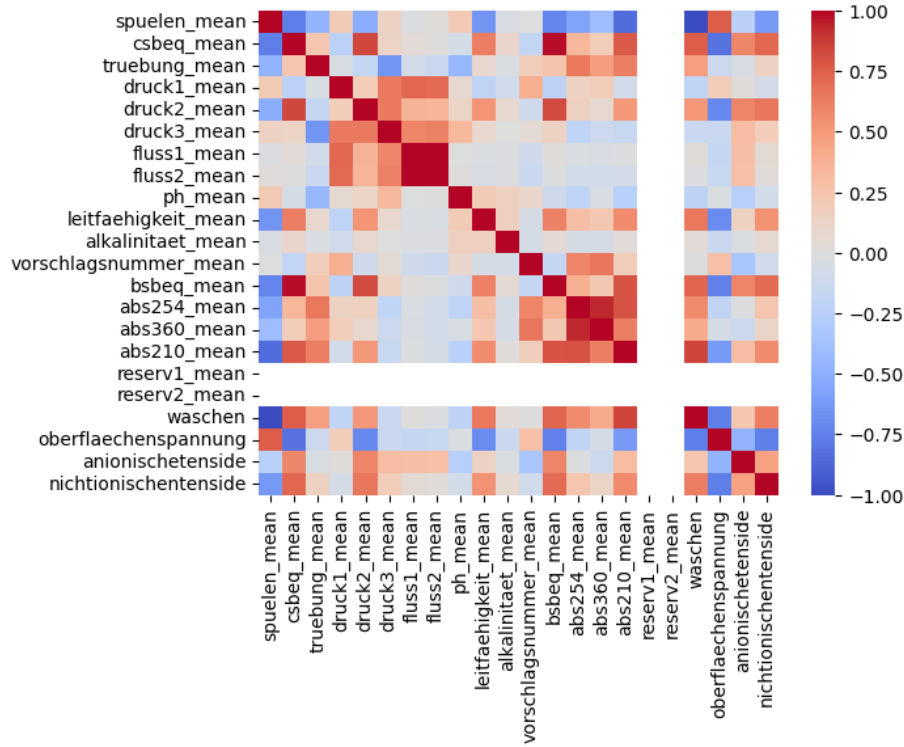 spuelen_mean
csbeq_mean
truebung_mean
druck1_mean
druck2_mean
druck3_mean
fluss1_mean
fluss2_mean
ph_mean
leitfaehigkeit_mean
alkalinitaet_mean
vorschlagsnummer_mean
bsbeq_mean
abs254_mean
abs360_mean
abs210_mean
reserv1_mean
reserv2_mean
waschen
oberflaechenspannung
anionischetenside
nichtionischentenside
spuelen_mean
csbeq_mean
truebung_mean
druck1_mean
druck2_mean
druck3_mean
fluss1_mean
fluss2_mean
ph_mean
leitfaehigkeit_mean
alkalinitaet_mean
vorschlagsnummer_mean
bsbeq_mean
abs254_mean
abs360_mean
abs210_mean
reserv1_mean
reserv2_mean
waschen
oberflaechenspannung
anionischetenside
nichtionischentenside
1.00
0.75
0.50
0.25
0.00
−0.25
−0.50
−0.75
−1.00